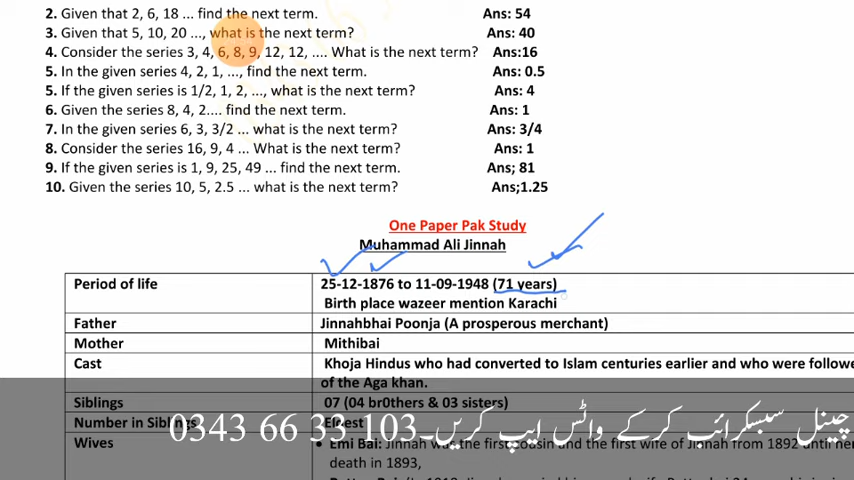 2. Given that 2, 6, 18 ... find the next term. Ans: 54
3. Given that 5, 10, 20 ..., what is the next term? Ans: 40
4. Consider the series 3, 4, 6, 8, 9, 12, 12, .... What is the next term? Ans:16
5. In the given series 4, 2, 1, ..., find the next term. Ans: 0.5
5. If the given series is 1/2, 1, 2, ..., what is the next term? Ans: 4
6. Given the series 8, 4, 2.... find the next term. Ans: 1
7. In the given series 6, 3, 3/2 ... what is the next term? Ans: 3/4
8. Consider the series 16, 9, 4 ... What is the next term? Ans: 1
9. If the given series is 1, 9, 25, 49 ... find the next term. Ans; 81
10. Given the series 10, 5, 2.5 ... what is the next term? Ans;1.25
One Paper Pak Study
Muhammad Ali Jinnah
Period of life 25-12-1876 to 11-09-1948 (71 years)
Birth place wazeer mention Karachi
Father Jinnahbhai Poonja (A prosperous merchant)
Mother Mithibai
Cast Khoja Hindus who had converted to Islam centuries earlier and who were followe
of the Aga khan.
Siblings 07 (04 br0thers & 03 sisters)
Number in Siblings Eldest
چینل سبسکرائب کرکے واٹس ایپ کریں۔ 0343 66 33 103
Wives • Emi Bai: Jinnah was the first cousin and the first wife of Jinnah from 1892 until her
death in 1893,